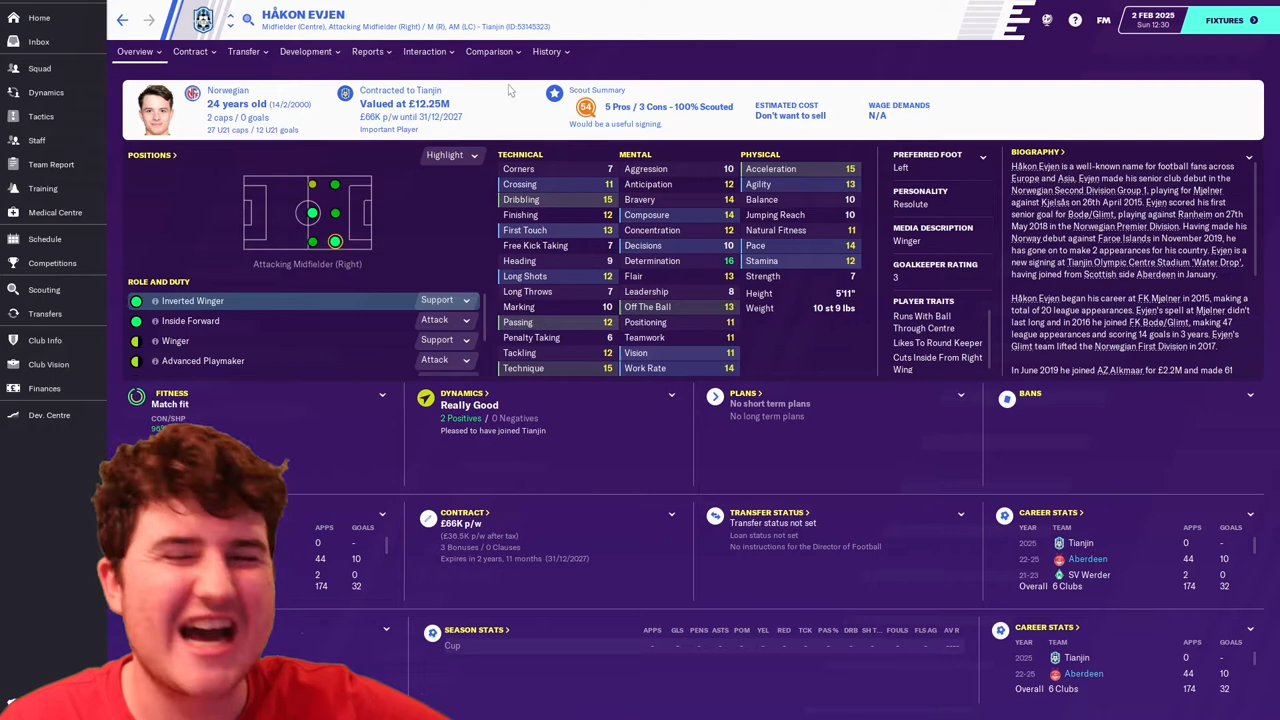 Home
Inbox
Squad
Dynamics
Tactics
Staff
Team Report
Training
Medical Centre
Schedule
Competitions
Scouting
Transfers
Club Info
Club Vision
Finances
Dev. Centre
HÅKON EVJEN
Midfielder (Centre), Attacking Midfielder (Right) / M (R), AM (LC) - Tianjin (ID:53145323)
FM
2 FEB 2025
Sun 12:30
FIXTURES
Overview
Contract
Transfer
Development
Reports
Interaction
Comparison
History
Norwegian
24 years old (14/2/2000)
2 caps / 0 goals
27 U21 caps / 12 U21 goals
Contracted to Tianjin
Valued at £12.25M
£66K p/w until 31/12/2027
Important Player
Scout Summary
54
5 Pros / 3 Cons - 100% Scouted
Would be a useful signing.
ESTIMATED COST
Don't want to sell
WAGE DEMANDS
N/A
POSITIONS
Highlight
Attacking Midfielder (Right)
ROLE AND DUTY
Inverted Winger Support
Inside Forward Attack
Winger Support
Advanced Playmaker Attack
TECHNICAL
Corners 7
Crossing 11
Dribbling 15
Finishing 12
First Touch 13
Free Kick Taking 7
Heading 9
Long Shots 12
Long Throws 7
Marking 10
Passing 12
Penalty Taking 6
Tackling 12
Technique 15
MENTAL
Aggression 10
Anticipation 12
Bravery 14
Composure 14
Concentration 12
Decisions 10
Determination 16
Flair 13
Leadership 8
Off The Ball 13
Positioning 11
Teamwork 11
Vision 11
Work Rate 14
PHYSICAL
Acceleration 15
Agility 13
Balance 10
Jumping Reach 10
Natural Fitness 11
Pace 14
Stamina 12
Strength 7
Height 5'11"
Weight 10 st 9 lbs
PREFERRED FOOT
Left
PERSONALITY
Resolute
MEDIA DESCRIPTION
Winger
GOALKEEPER RATING
3
PLAYER TRAITS
Runs With Ball
Through Centre
Likes To Round Keeper
Cuts Inside From Right
Wing
BIOGRAPHY
Håkon Evjen is a well-known name for football fans across
Europe and Asia. Evjen made his senior club debut in the
Norwegian Second Division Group 1, playing for Mjølner
against Kjelsås on 26th April 2015. Evjen scored his first
senior goal for Bodø/Glimt, playing against Ranheim on 27th
May 2018 in the Norwegian Premier Division. Having made his
Norway debut against Faroe Islands in November 2019, he
has gone on to make 2 appearances for his country. Evjen is a
new signing at Tianjin Olympic Centre Stadium 'Water Drop',
having joined from Scottish side Aberdeen in January.
Håkon Evjen began his career at FK Mjølner in 2015, making a
total of 20 league appearances. Evjen's spell at Mjølner didn't
last long and in 2016 he joined FK Bodø/Glimt, making 47
league appearances and scoring 14 goals in 3 years. Evjen's
Glimt team lifted the Norwegian First Division in 2017.
In June 2019 he joined AZ Alkmaar for £2.2M and made 61
FITNESS
Match fit
CON/SHP
DYNAMICS
Really Good
2 Positives / 0 Negatives
Pleased to have joined Tianjin
PLANS
No short term plans
No long term plans
BANS
APPS GOALS
0 -
44 10
2 0
174 32
CONTRACT
£66K p/w
(£36.5K p/w after tax)
3 Bonuses / 0 Clauses
Expires in 2 years, 11 months (31/12/2027)
TRANSFER STATUS
Transfer status not set
Loan status not set
No instructions for the Director of Football
CAREER STATS
YEAR TEAM APPS GOALS
2025 Tianjin 0 -
22-25 Aberdeen 44 10
21-23 SV Werder 2 0
Overall 6 Clubs 174 32
SEASON STATS
APPS GLS PENS ASTS POM YEL RED TCK PAS % DRB SH T... FOULS FLS AG AV R
Cup - - - - - - - - - - - - - ----
CAREER STATS
YEAR TEAM APPS GOALS
2025 Tianjin 0 -
22-25 Aberdeen 44 10
Overall 6 Clubs 174 32